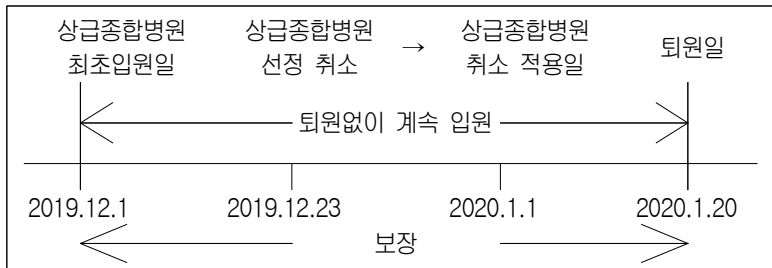 상급종합병원 상급종합병원 → 상급종합병원 퇴원일
최초입원일 선정 취소 취소 적용일
퇴원없이 계속 입원
2019.12.1 2019.12.23 2020.1.1 2020.1.20
보장